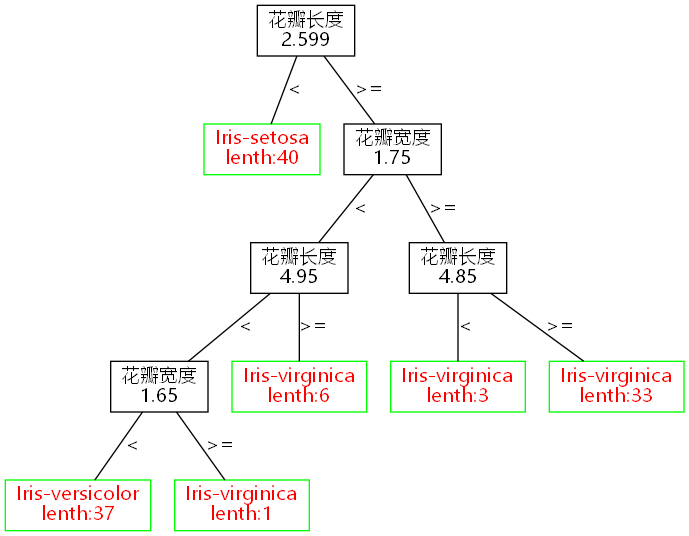 花瓣长度
2.599
<
>=
Iris-setosa
lenth:40
花瓣宽度
1.75
<
>=
花瓣长度
4.95
花瓣长度
4.85
<
>=
<
>=
花瓣宽度
1.65
Iris-virginica
lenth:6
Iris-virginica
lenth:3
Iris-virginica
lenth:33
<
>=
Iris-versicolor
lenth:37
Iris-virginica
lenth:1